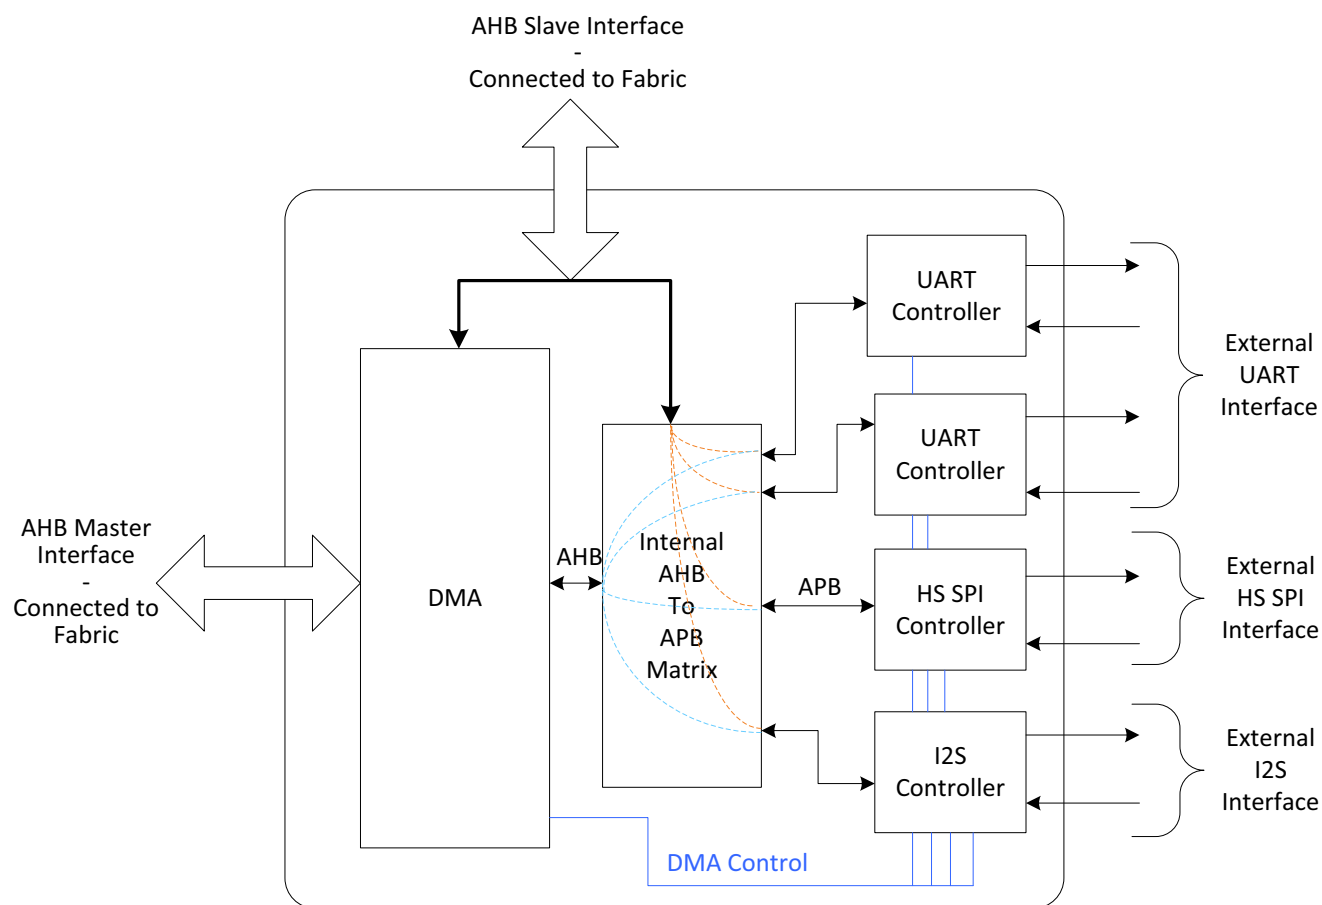 AHB Slave Interface
-
Connected to Fabric
UART
Controller
External
UART
Interface
UART
Controller
AHB Master
Interface
-
Connected to
Fabric
DMA
AHB
Internal
AHB
To
APB
Matrix
APB
HS SPI
Controller
External
HS SPI
Interface
I2S
Controller
External
I2S
Interface
DMA Control